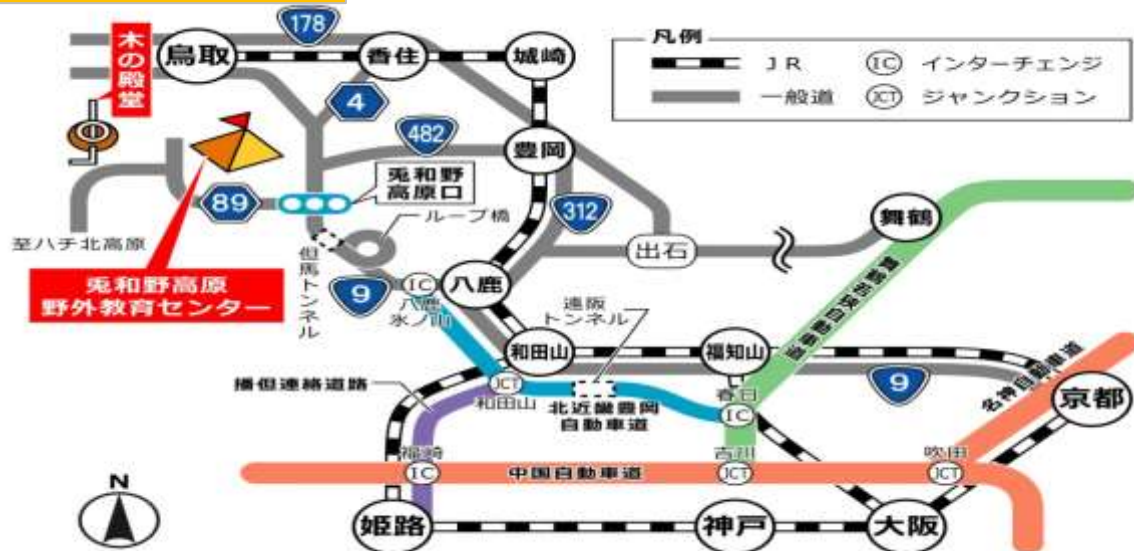 木の殿堂
鳥取
178
香住
城崎
凡例
JR
IC
インターチェンジ
一般道
JCT
ジャンクション
4
482
豊岡
兎和野
高原口
89
ループ橋
312
出石
舞鶴
至ハチ北高原
兎和野高原
野外教育センター
但馬トンネル
9
IC
八鹿
八鹿
氷ノ山
遠阪
トンネル
舞鶴若狭自動車道
和田山
福知山
播但連絡道路
JCT
和田山
北近畿豊岡
自動車道
春日
IC
9
名神自動車道
京都
福崎
IC
中国自動車道
吉川
JCT
吹田
JCT
N
姫路
神戸
大阪